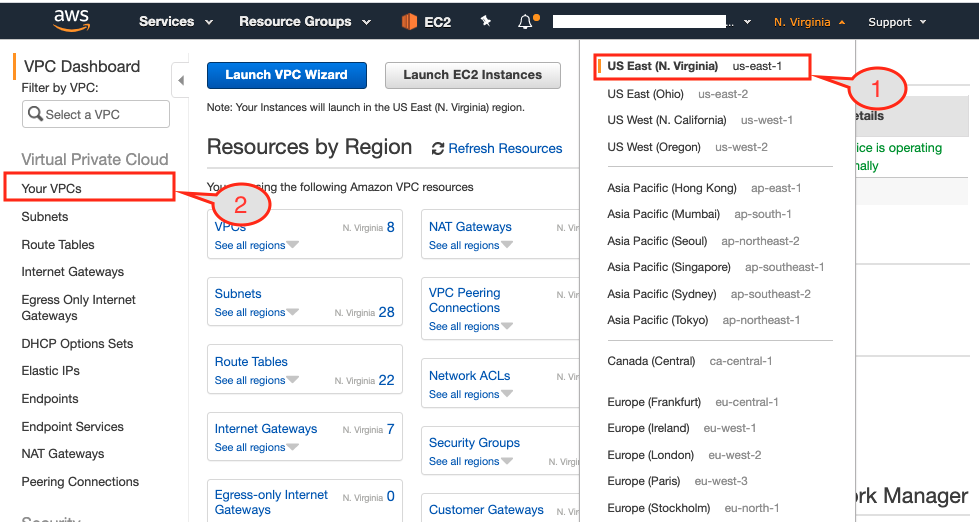 aws
Services
Resource Groups
EC2
...
N. Virginia
Support
VPC Dashboard
Filter by VPC:
Select a VPC
Virtual Private Cloud
Your VPCs
Subnets
Route Tables
Internet Gateways
Egress Only Internet
Gateways
DHCP Options Sets
Elastic IPs
Endpoints
Endpoint Services
NAT Gateways
Peering Connections
Security
2
Launch VPC Wizard
Launch EC2 Instances
Note: Your Instances will launch in the US East (N. Virginia) region.
Resources by Region
Refresh Resources
using the following Amazon VPC resources
VPCs
N. Virginia 8
See all regions
Subnets
See all regions
N. Virginia 28
Route Tables
See all regions
N. Virginia 22
Internet Gateways
N. Virginia 7
See all regions
Egress-only Internet
Gateways
N. Virginia 0
NAT Gateways
N. Vir
See all regions
VPC Peering
Connections
N. Vir
See all regions
Network ACLs
N. Vir
See all regions
Security Groups
See all regions
N. Virgi
Customer Gateways
N. Vir
US East (N. Virginia) us-east-1
1
US East (Ohio) us-east-2
US West (N. California) us-west-1
US West (Oregon) us-west-2
Asia Pacific (Hong Kong) ap-east-1
Asia Pacific (Mumbai) ap-south-1
Asia Pacific (Seoul) ap-northeast-2
Asia Pacific (Singapore) ap-southeast-1
Asia Pacific (Sydney) ap-southeast-2
Asia Pacific (Tokyo) ap-northeast-1
Canada (Central) ca-central-1
Europe (Frankfurt) eu-central-1
Europe (Ireland) eu-west-1
Europe (London) eu-west-2
Europe (Paris) eu-west-3
Europe (Stockholm) eu-north-1
etails
ice is operating
nally
ork Manager